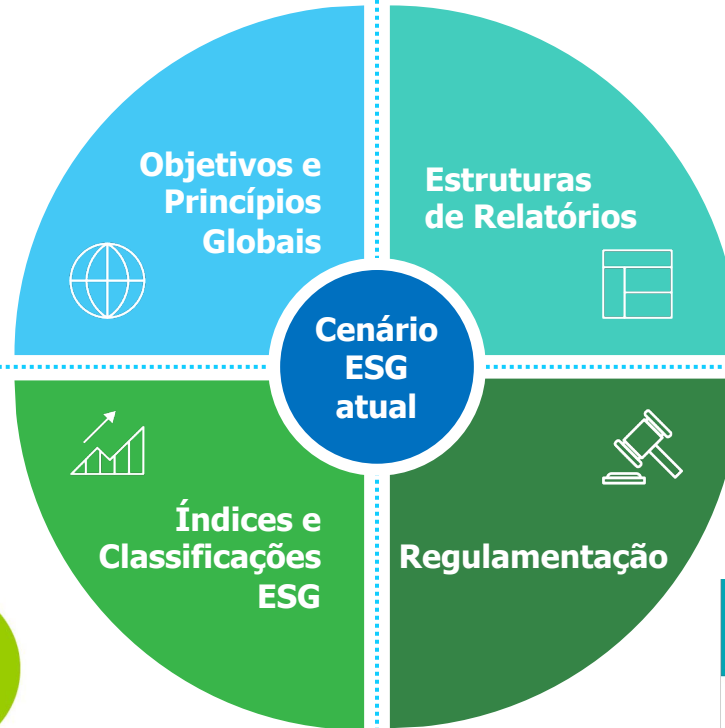 Objetivos e
Princípios
Globais
Estruturas
de Relatórios
Cenário
ESG
atual
Índices e
Classificações
ESG
Regulamentação